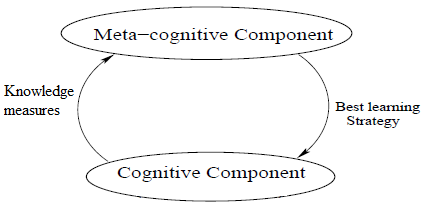 Meta−cognitive Component
Knowledge
measures
Best learning
Strategy
Cognitive Component